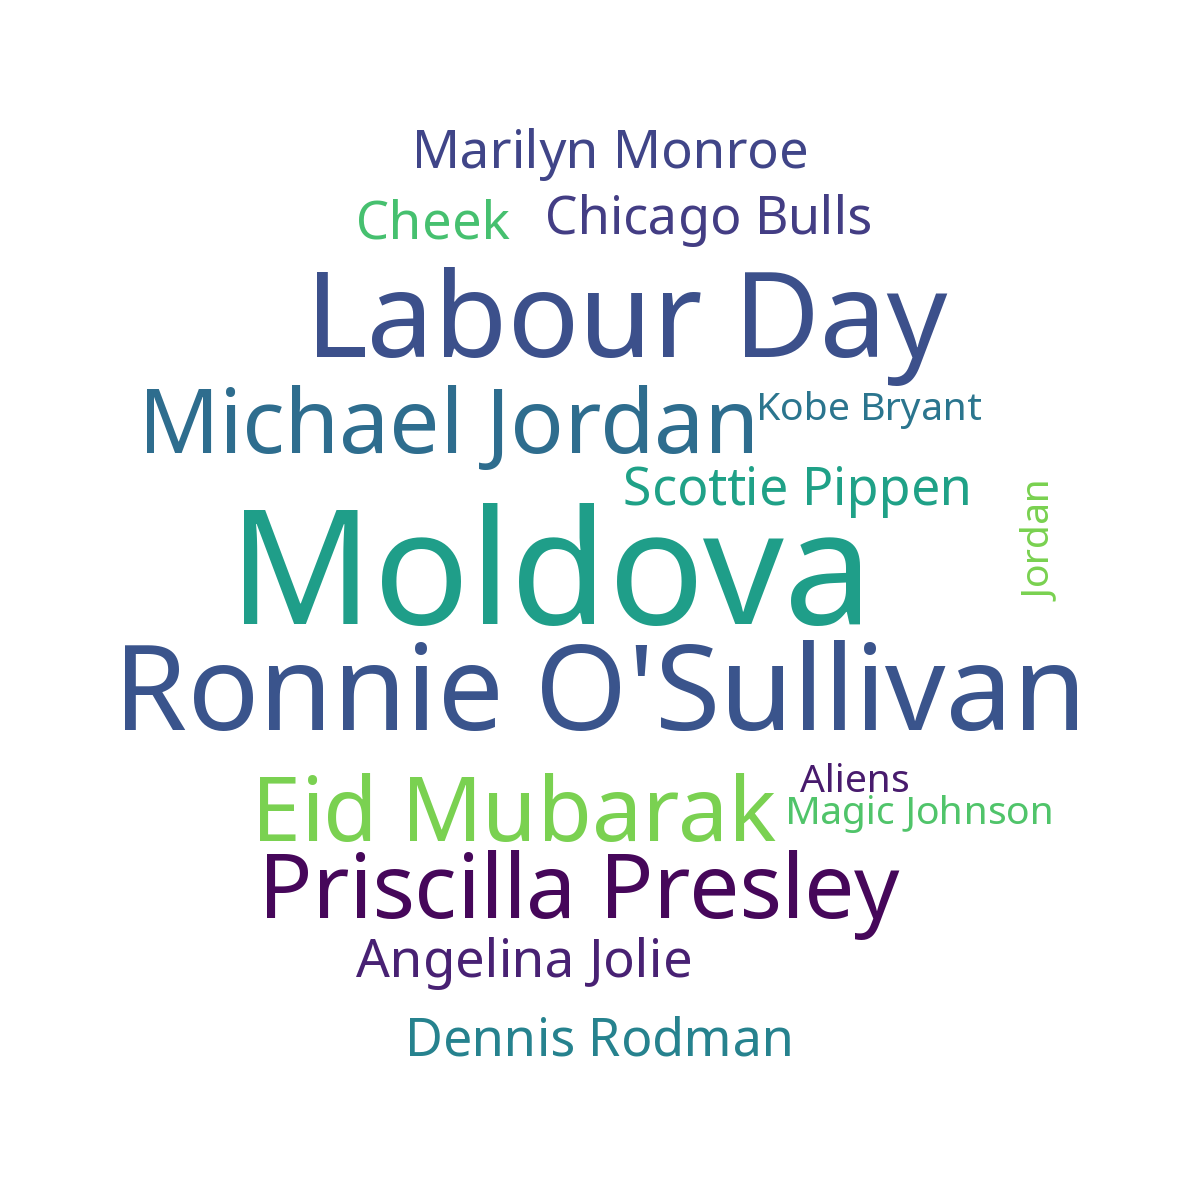 Marilyn Monroe
Cheek
Chicago Bulls
Labour Day
Michael Jordan
Kobe Bryant
Scottie Pippen
Jordan
Moldova
Ronnie O'Sullivan
Aliens
Eid Mubarak
Magic Johnson
Priscilla Presley
Angelina Jolie
Dennis Rodman